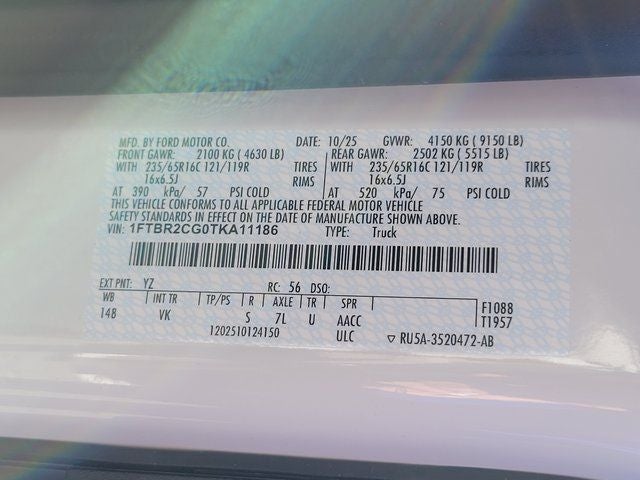 MFD. BY FORD MOTOR CO. DATE: 10/25 GVWR: 4150 KG ( 9150 LB)
FRONT GAWR: 2100 KG ( 4630 LB) REAR GAWR: 2502 KG ( 5515 LB)
WITH 235/65R16C 121/119R TIRES WITH 235/65R16C 121/119R TIRES
16x6.5J RIMS 16x6.5J RIMS
AT 390 kPa/ 57 PSI COLD AT 520 kPa/ 75 PSI COLD
THIS VEHICLE CONFORMS TO ALL APPLICABLE FEDERAL MOTOR VEHICLE
SAFETY STANDARDS IN EFFECT ON THE DATE OF MANUFACTURE SHOWN ABOVE.
VIN: 1FTBR2CG0TKA11186 TYPE: Truck
EXT PNT: YZ RC: 56 DSO:
WB INT TR TP/PS R AXLE TR SPR F1088
148 VK S 7L U AACC T1957
1202510124150 ULC RU5A-3520472-AB